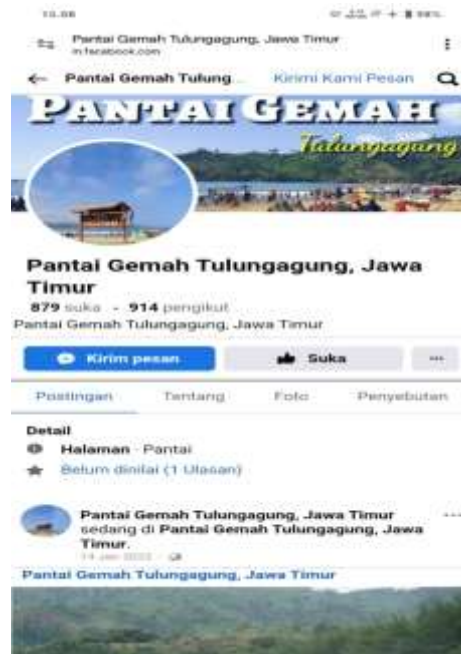 Pantai Gemah Tulungagung, Jawa Timur
m.facebook.com
Pantai Gemah Tulung... Kirimi Kami Pesan
PANTAI GEMAH
Tulungagung
Pantai Gemah Tulungagung, Jawa
Timur
879 suka - 914 pengikut
Pantai Gemah Tulungagung, Jawa Timur
Kirim pesan Suka
Postingan Tentang Foto Penyebutan
Detail
Halaman · Pantai
Belum dinilai (1 Ulasan)
Pantai Gemah Tulungagung, Jawa Timur
sedang di Pantai Gemah Tulungagung, Jawa
Timur.
14 Jan
Pantai Gemah Tulungagung, Jawa Timur